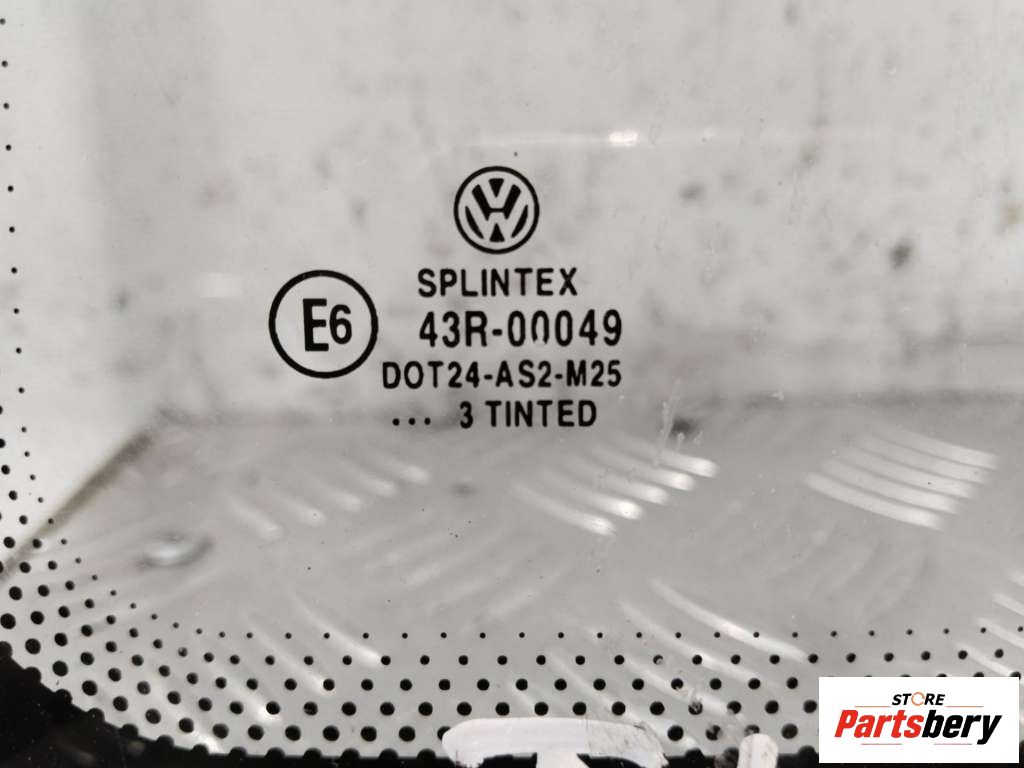 SPLINTEX
E6
43R-00049
DOT24-AS2-M25
... 3 TINTED
STORE
Partsbery